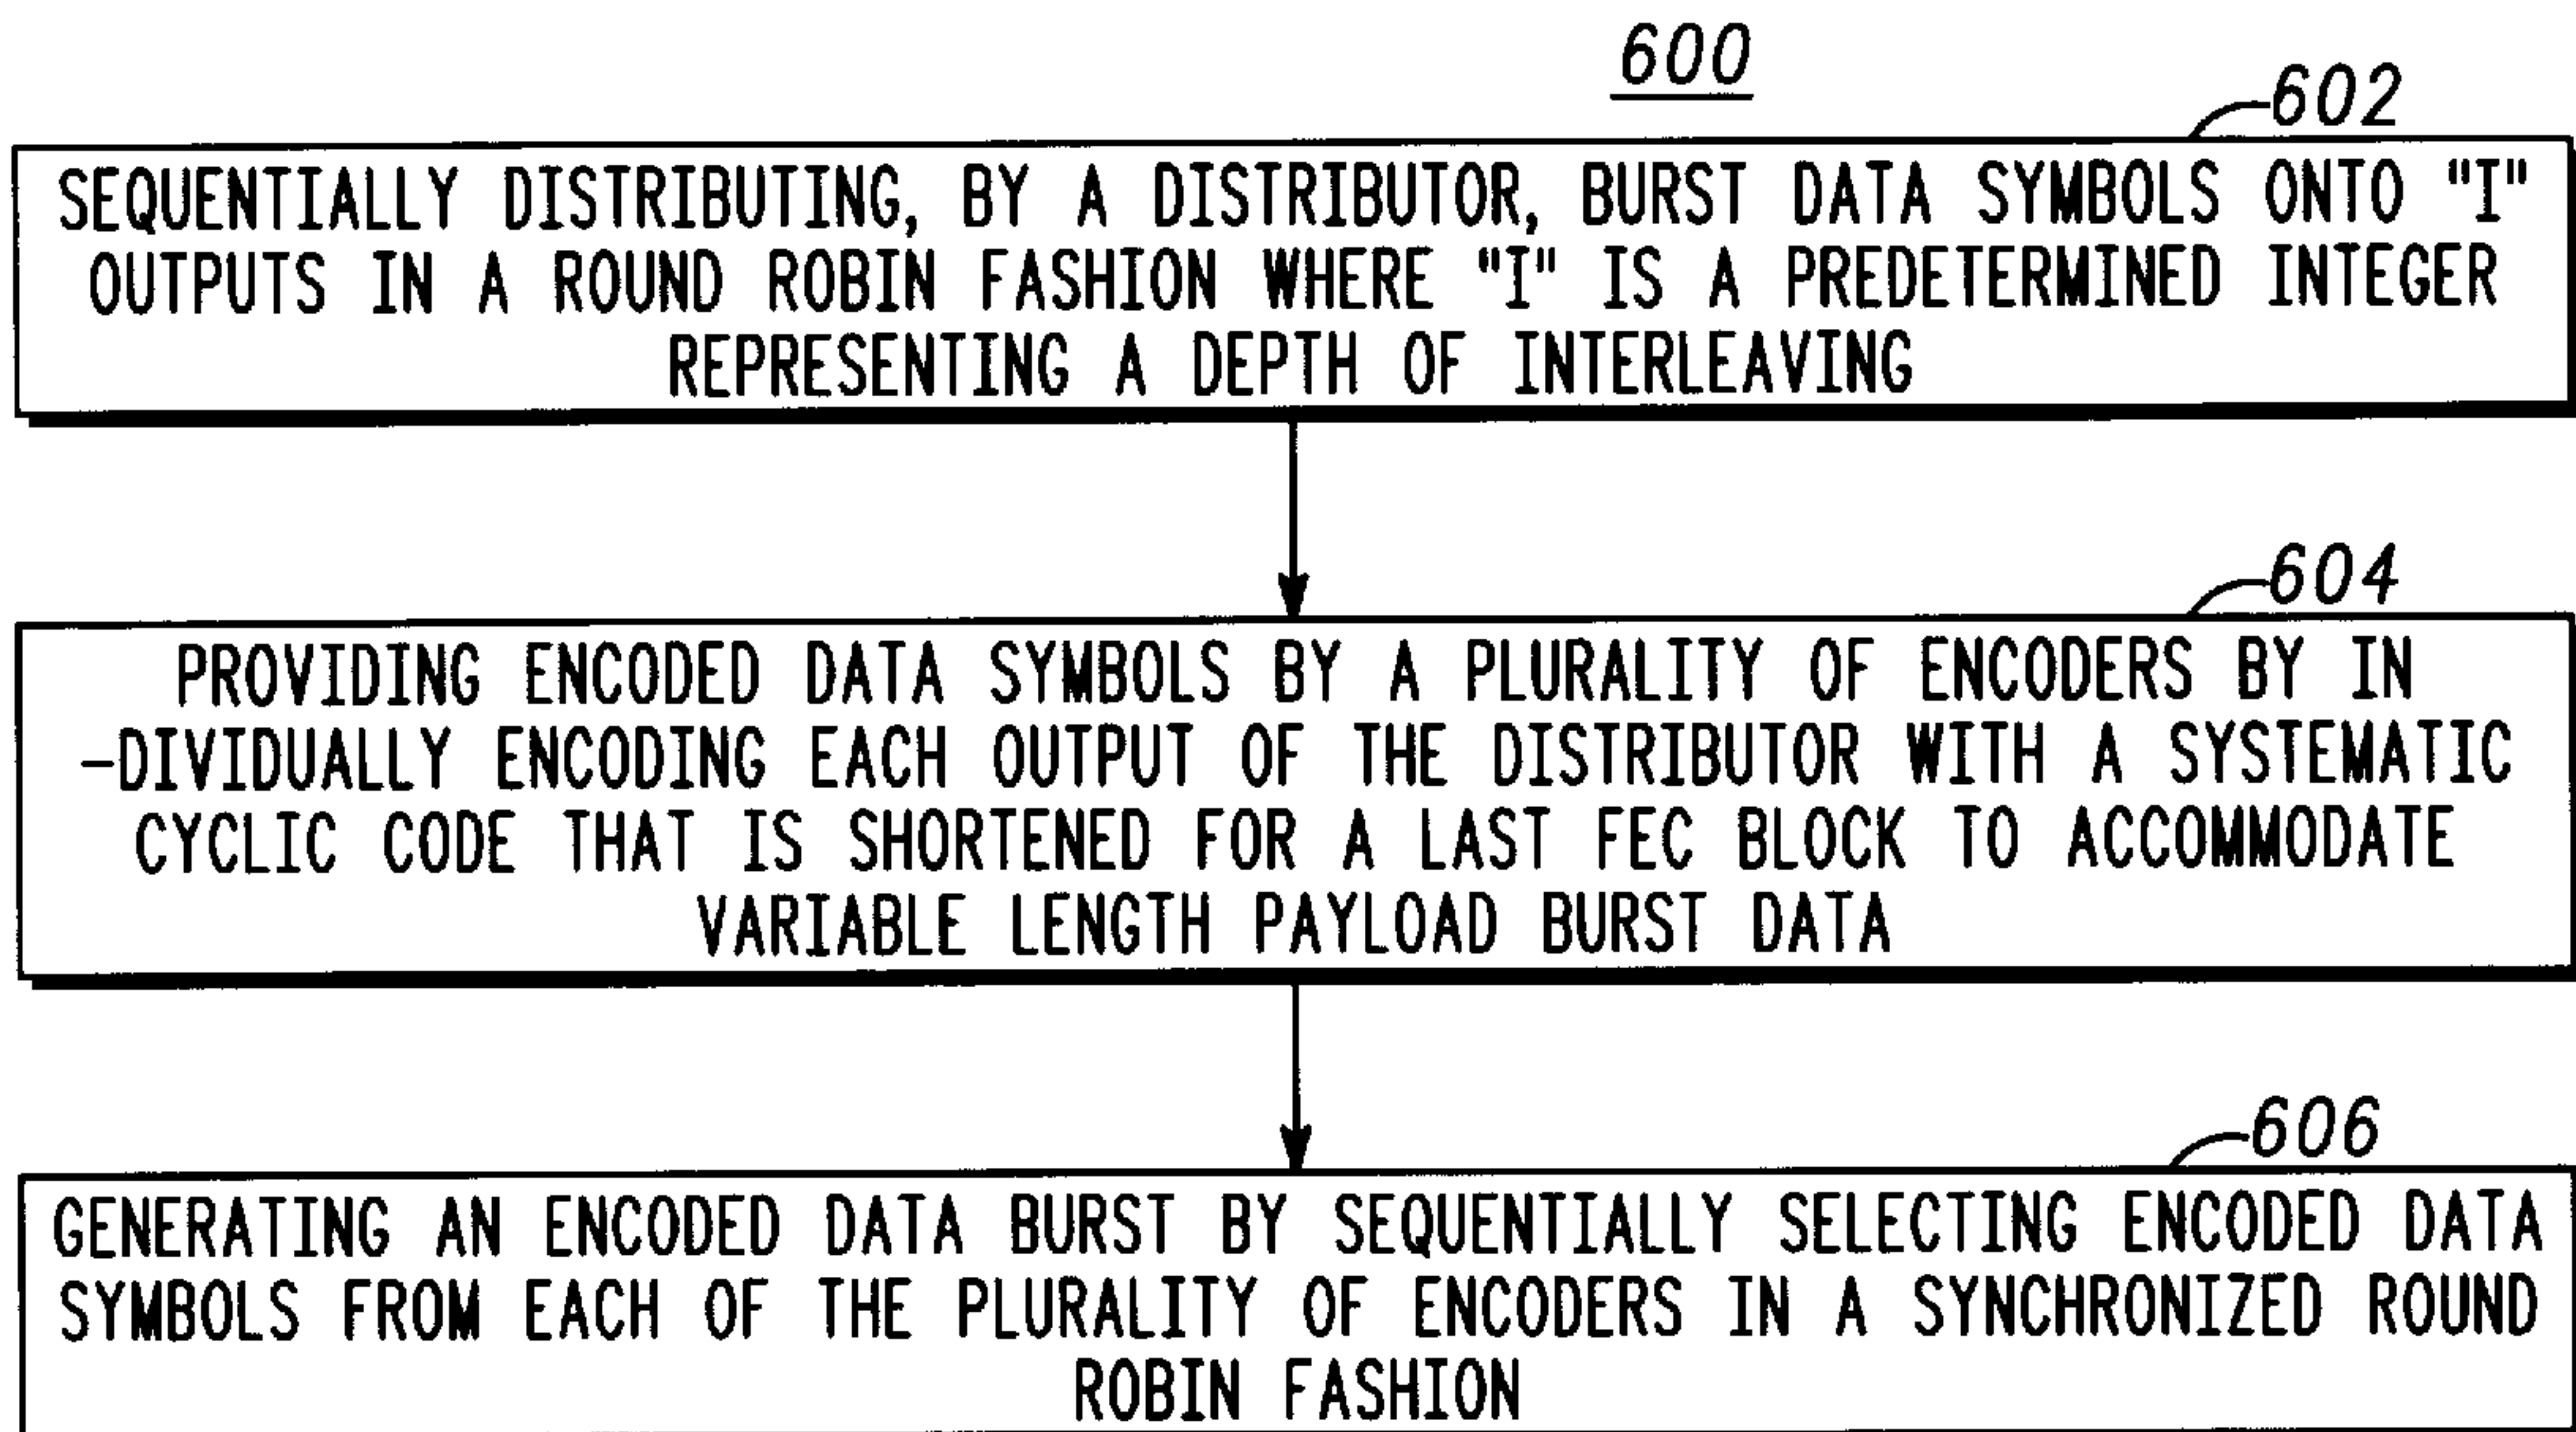 600
602
SEQUENTIALLY DISTRIBUTING, BY A DISTRIBUTOR, BURST DATA SYMBOLS ONTO "I"
OUTPUTS IN A ROUND ROBIN FASHION WHERE "I" IS A PREDETERMINED INTEGER
REPRESENTING A DEPTH OF INTERLEAVING
604
PROVIDING ENCODED DATA SYMBOLS BY A PLURALITY OF ENCODERS BY IN
-DIVIDUALLY ENCODING EACH OUTPUT OF THE DISTRIBUTOR WITH A SYSTEMATIC
CYCLIC CODE THAT IS SHORTENED FOR A LAST FEC BLOCK TO ACCOMMODATE
VARIABLE LENGTH PAYLOAD BURST DATA
606
GENERATING AN ENCODED DATA BURST BY SEQUENTIALLY SELECTING ENCODED DATA
SYMBOLS FROM EACH OF THE PLURALITY OF ENCODERS IN A SYNCHRONIZED ROUND
ROBIN FASHION